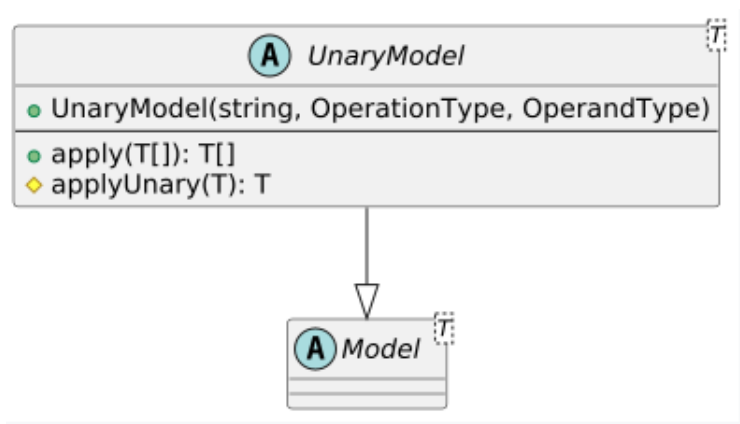 A UnaryModel T
UnaryModel(string, OperationType, OperandType)
apply(T[]): T[]
applyUnary(T): T
A Model T